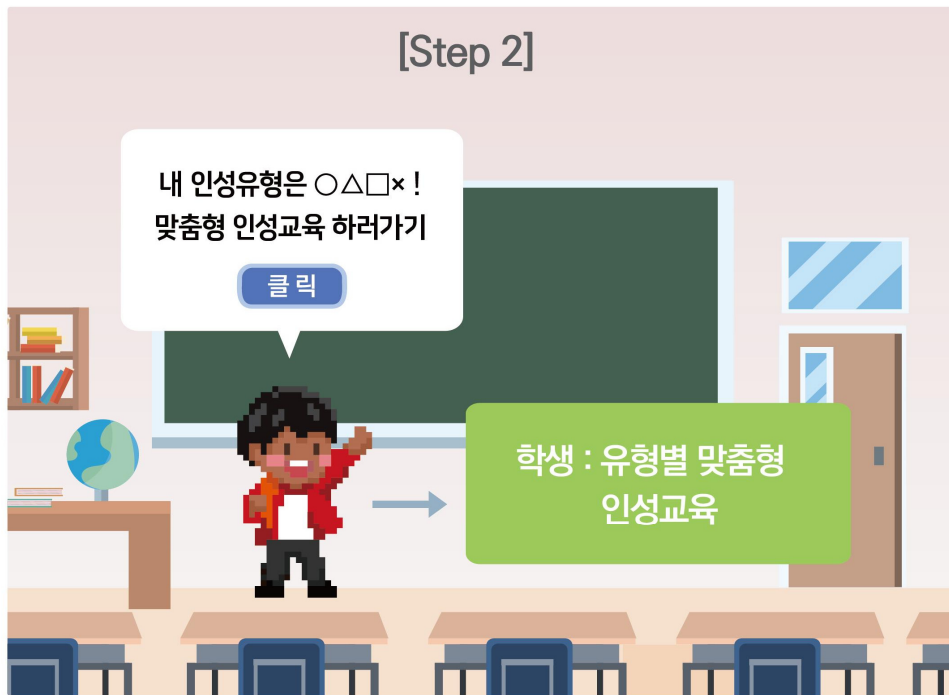 [Step 2]
내 인성유형은 ○△□× !
맞춤형 인성교육 하러가기
클릭
학생 : 유형별 맞춤형
인성교육